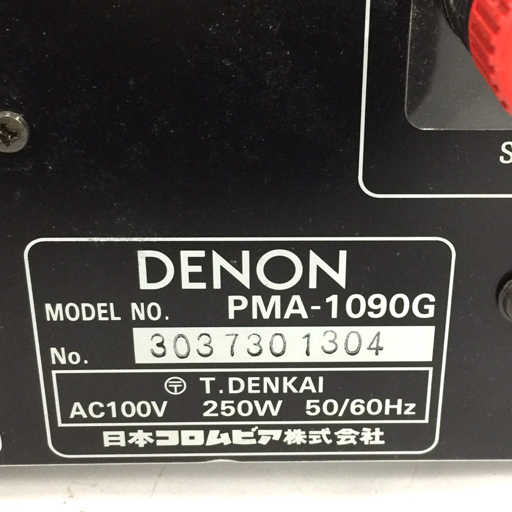 S
DENON
MODEL NO. PMA-1090G
No. 3037301304
〶 T.DENKAI
AC100V 250W 50/60Hz
日本コロムビア株式会社